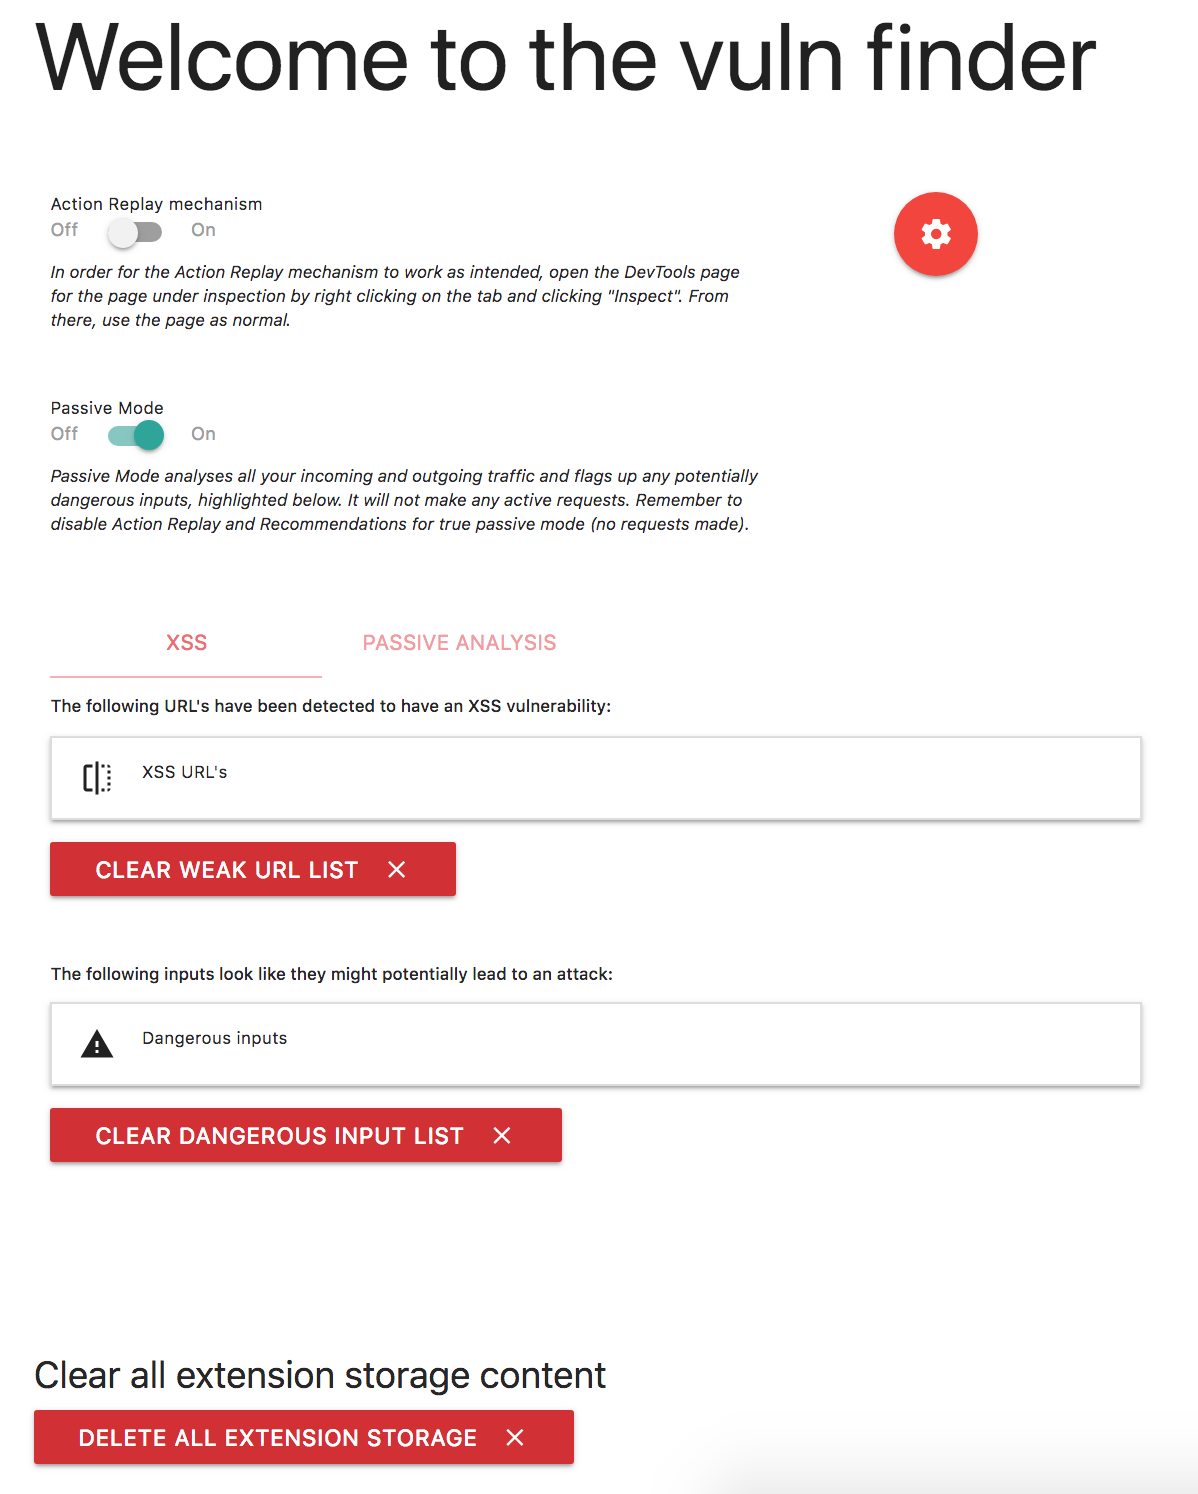 Welcome to the vuln finder
Action Replay mechanism
Off On
In order for the Action Replay mechanism to work as intended, open the DevTools page
for the page under inspection by right clicking on the tab and clicking "Inspect". From
there, use the page as normal.
Passive Mode
Off On
Passive Mode analyses all your incoming and outgoing traffic and flags up any potentially
dangerous inputs, highlighted below. It will not make any active requests. Remember to
disable Action Replay and Recommendations for true passive mode (no requests made).
XSS PASSIVE ANALYSIS
The following URL's have been detected to have an XSS vulnerability:
XSS URL's
CLEAR WEAK URL LIST
The following inputs look like they might potentially lead to an attack:
Dangerous inputs
CLEAR DANGEROUS INPUT LIST
Clear all extension storage content
DELETE ALL EXTENSION STORAGE